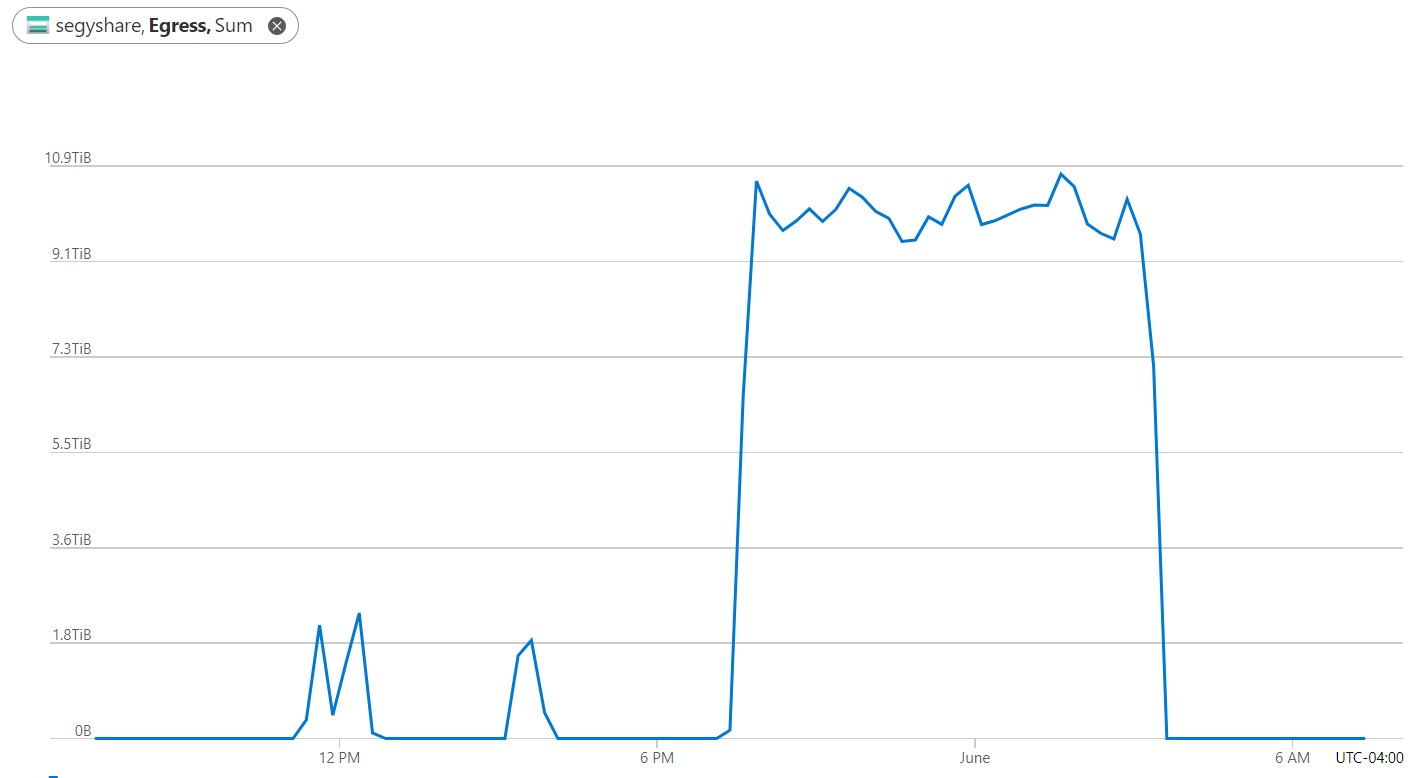 segyshare, Egress, Sum
10.9TiB
9.1TiB
7.3TiB
5.5TiB
3.6TiB
1.8TiB
0B
12 PM 6 PM June 6 AM UTC-04:00